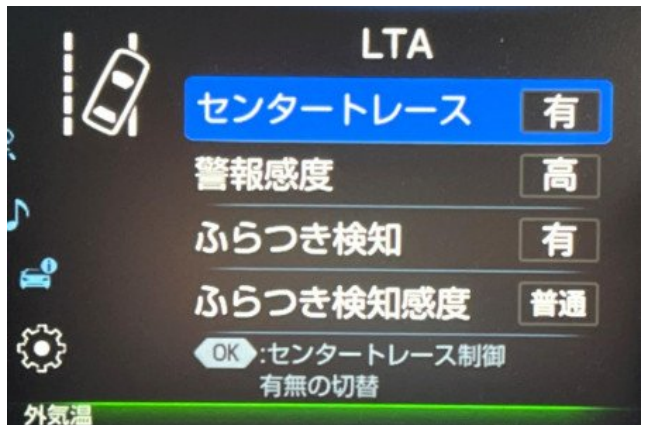 LTA
センタートレース 有
警報感度 高
ふらつき検知 有
ふらつき検知感度 普通
OK :センタートレース制御
有無の切替
外気温